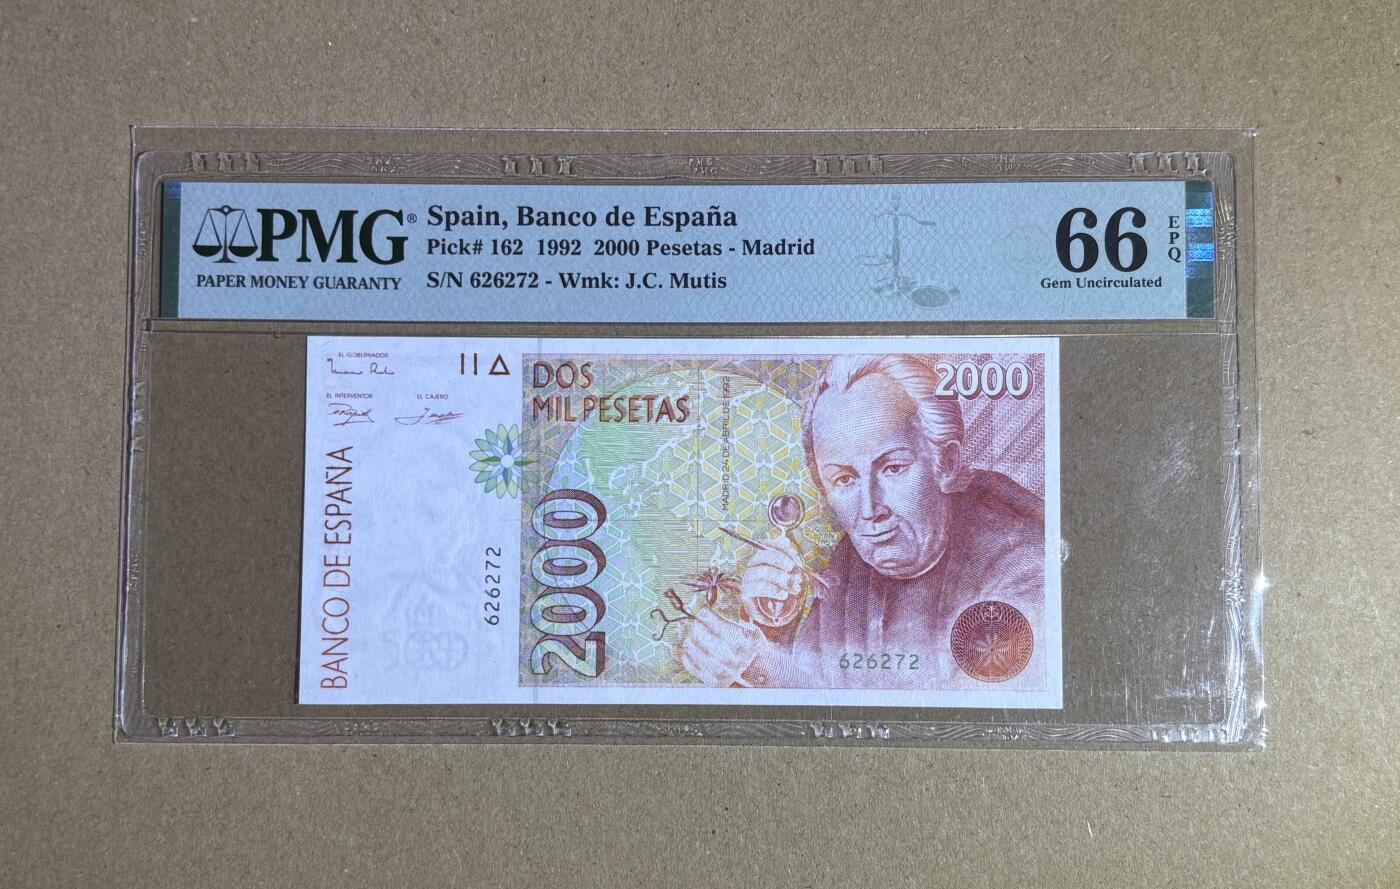 PMG®
PAPER MONEY GUARANTY
Spain, Banco de España
Pick# 162 1992 2000 Pesetas - Madrid
S/N 626272 - Wmk: J.C. Mutis
66
EPQ
Gem Uncirculated
EL GOBERNADOR
EL INTERVENTOR
EL CAJERO
BANCO DE ESPAÑA
626272
DOS
MIL PESETAS
2000
MADRID 24 DE ABRIL DE 1992
2000
626272